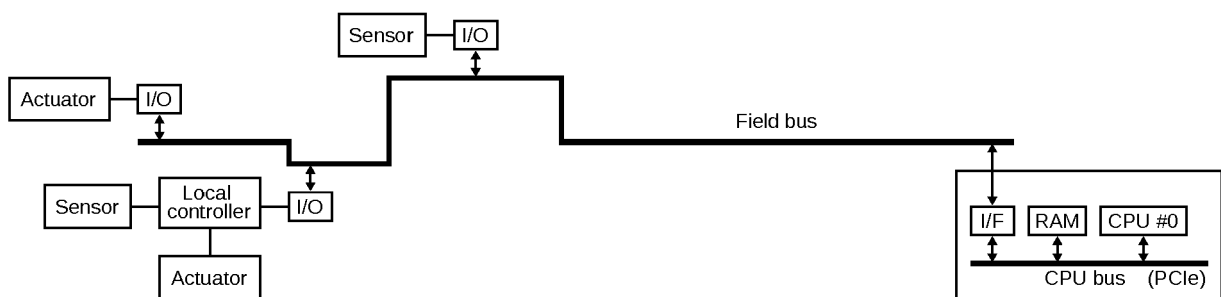 Sensor
I/O
Actuator
I/O
Field bus
Sensor
Local
controller
I/O
Actuator
I/F
RAM
CPU #0
CPU bus (PCIe)